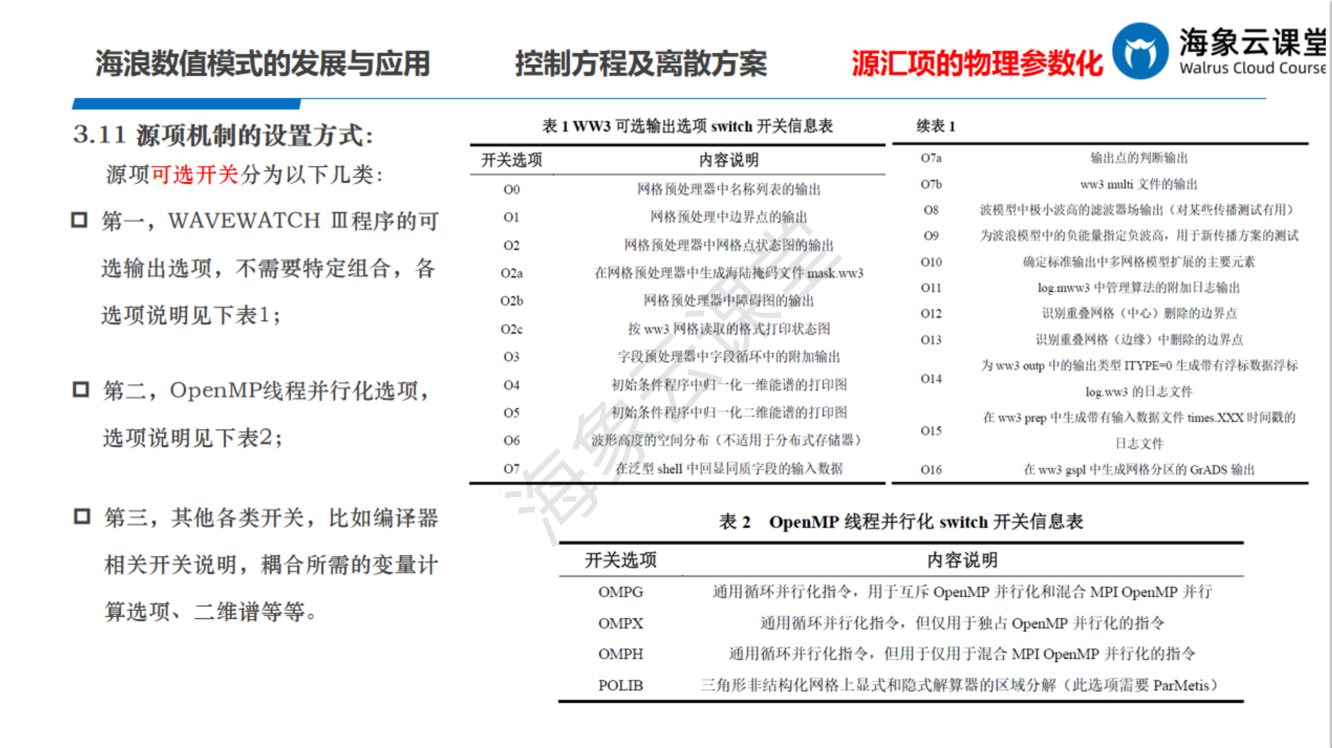 海浪数值模式的发展与应用
控制方程及离散方案
源汇项的物理参数化
海象云课堂
Walrus Cloud Course
3.11 源项机制的设置方式：
源项可选开关分为以下几类：
第一，WAVEWATCH Ⅲ程序的可
选输出选项，不需要特定组合，各
选项说明见下表1；
第二，OpenMP线程并行化选项，
选项说明见下表2；
第三，其他各类开关，比如编译器
相关开关说明，耦合所需的变量计
算选项、二维谱等等。
表 1 WW3 可选输出选项 switch 开关信息表
开关选项 内容说明
O0 网格预处理器中名称列表的输出
O1 网格预处理中边界点的输出
O2 网格预处理器中网格点状态图的输出
O2a 在网格预处理器中生成海陆掩码文件 mask.ww3
O2b 网格预处理器中障碍图的输出
O2c 按 ww3 网格读取的格式打印状态图
O3 字段预处理器中字段循环中的附加输出
O4 初始条件程序中归一化一维能谱的打印图
O5 初始条件程序中归一化二维能谱的打印图
O6 波形高度的空间分布（不适用于分布式存储器）
O7 在泛型 shell 中回显同质字段的输入数据
续表 1
O7a 输出点的判断输出
O7b ww3 multi 文件的输出
O8 波模型中极小波高的滤波器场输出（对某些传播测试有用）
O9 为波浪模型中的负能量指定负波高，用于新传播方案的测试
O10 确定标准输出中多网格模型扩展的主要元素
O11 log.mww3 中管理算法的附加日志输出
O12 识别重叠网格（中心）删除的边界点
O13 识别重叠网格（边缘）中删除的边界点
O14 为 ww3 outp 中的输出类型 ITYPE=0 生成带有浮标数据浮标
log.ww3 的日志文件
O15 在 ww3 prep 中生成带有输入数据文件 times.XXX 时间戳的
日志文件
O16 在 ww3 gspl 中生成网格分区的 GrADS 输出
表 2 OpenMP 线程并行化 switch 开关信息表
开关选项 内容说明
OMPG 通用循环并行化指令，用于互斥 OpenMP 并行化和混合 MPI OpenMP 并行
OMPX 通用循环并行化指令，但仅用于独占 OpenMP 并行化的指令
OMPH 通用循环并行化指令，但用于仅用于混合 MPI OpenMP 并行化的指令
POLIB 三角形非结构化网格上显式和隐式解算器的区域分解（此选项需要 ParMetis）
海象云课堂